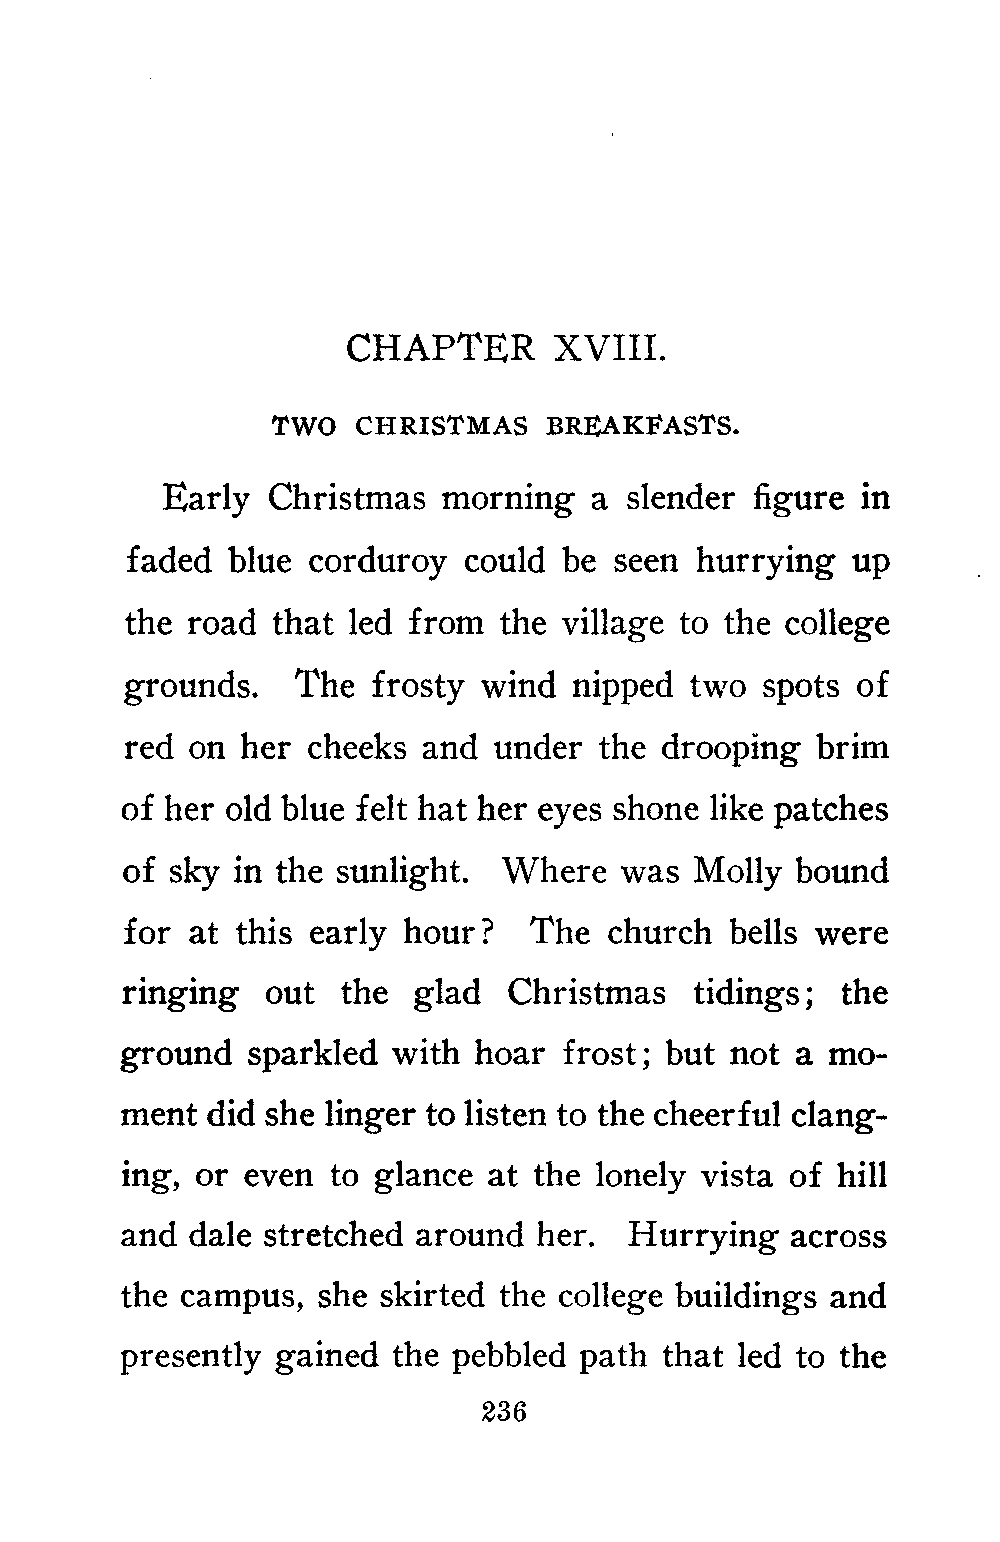 CHAPTER XVIII.
TWO CHRISTMAS BREAKFASTS.
Early Christmas morning a slender figure in
faded blue corduroy could be seen hurrying up
the road that led from the village to the college
grounds. The frosty wind nipped two spots of
red on her cheeks and under the drooping brim
of her old blue felt hat her eyes shone like patches
of sky in the sunlight. Where was Molly bound
for at this early hour? The church bells were
ringing out the glad Christmas tidings; the
ground sparkled with hoar frost; but not a mo-
ment did she linger to listen to the cheerful clang-
ing, or even to glance at the lonely vista of hill
and dale stretched around her. Hurrying across
the campus, she skirted the college buildings and
presently gained the pebbled path that led to the
236